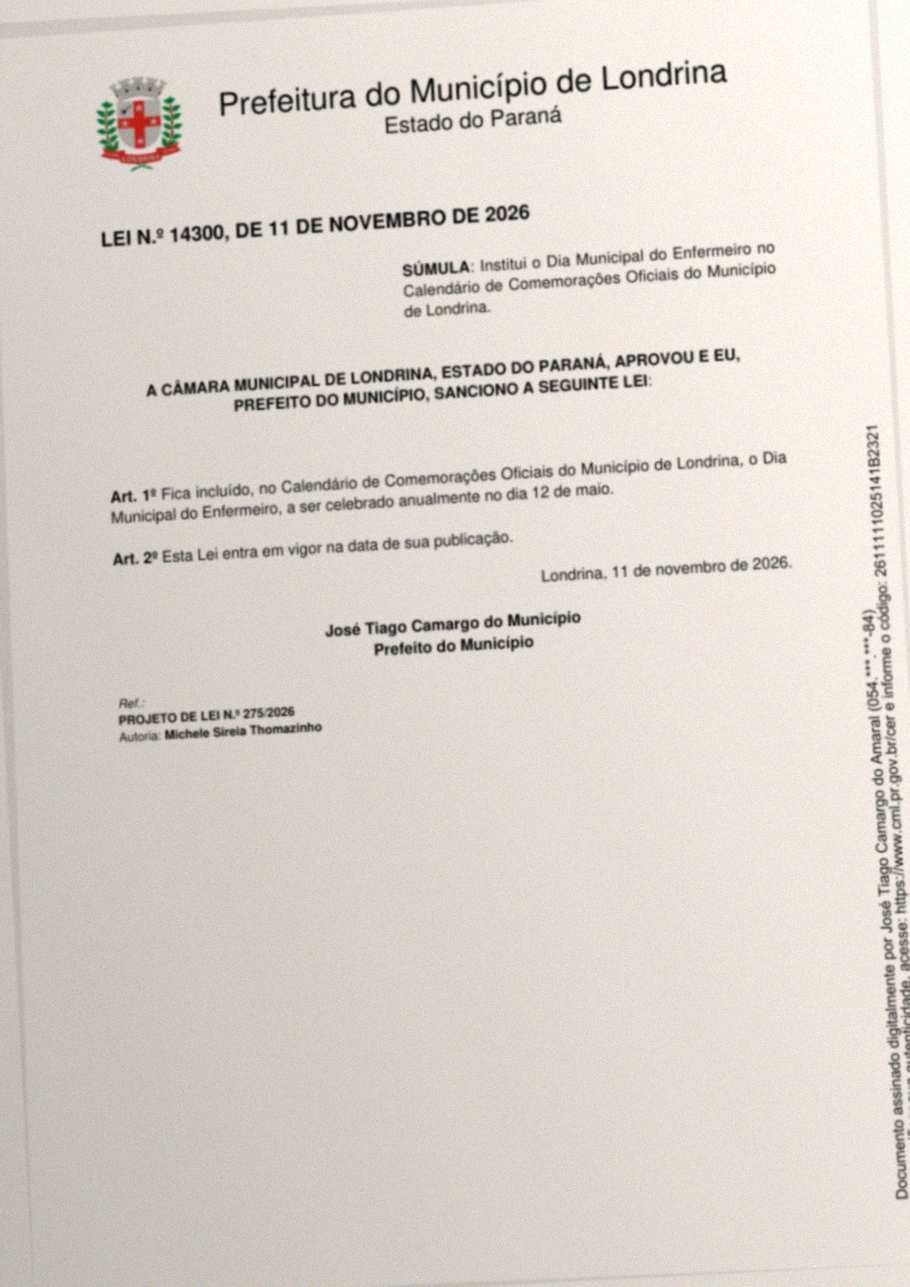 Prefeitura do Município de Londrina
Estado do Paraná
LONDRINA
LEI N.º 14300, DE 11 DE NOVEMBRO DE 2026
SÚMULA: Institui o Dia Municipal do Enfermeiro no
Calendário de Comemorações Oficiais do Município
de Londrina.
A CÂMARA MUNICIPAL DE LONDRINA, ESTADO DO PARANÁ, APROVOU E EU,
PREFEITO DO MUNICÍPIO, SANCIONO A SEGUINTE LEI:
Art. 1º Fica incluído, no Calendário de Comemorações Oficiais do Município de Londrina, o Dia
Municipal do Enfermeiro, a ser celebrado anualmente no dia 12 de maio.
Art. 2º Esta Lei entra em vigor na data de sua publicação.
Londrina, 11 de novembro de 2026.
José Tiago Camargo do Município
Prefeito do Município
Ref.:
PROJETO DE LEI N.º 275/2026
Autoria: Michele Sireia Thomazinho
Documento assinado digitalmente por José Tiago Camargo do Amaral (054.***.***-84)
autenticidade, acesse: https://www.cml.pr.gov.br/cer e informe o código: 2611111025141B2321